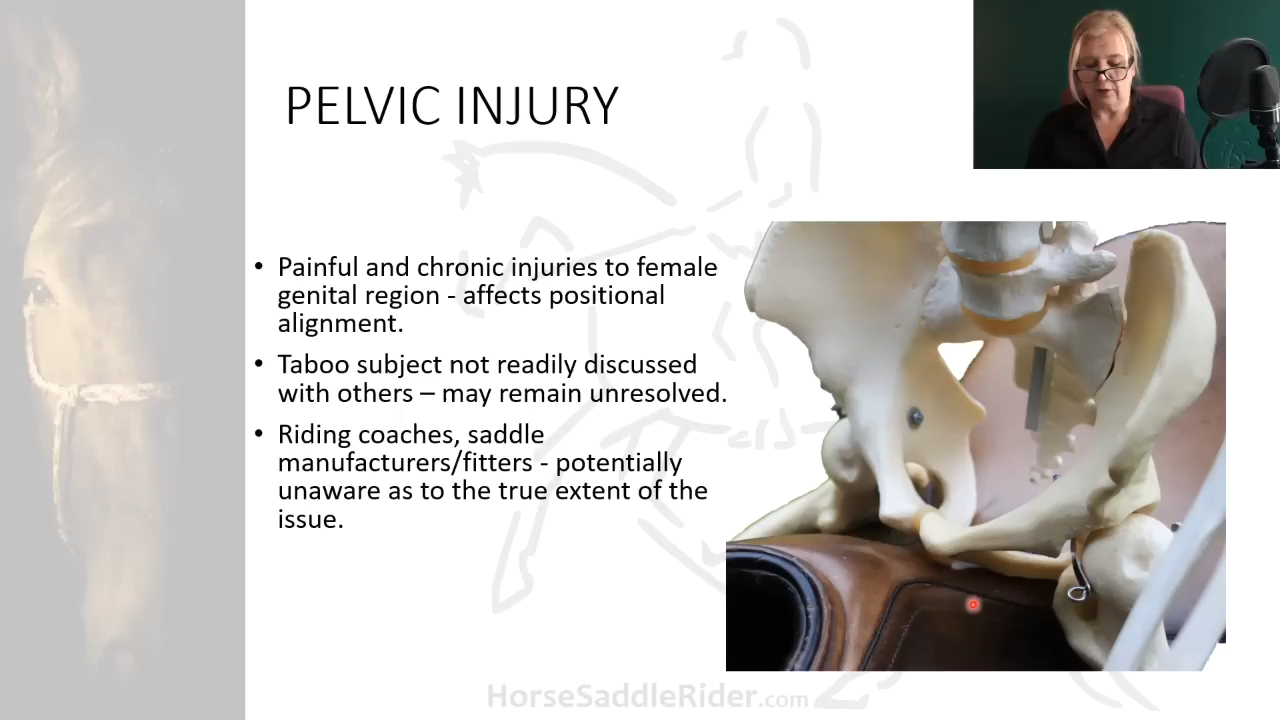 PELVIC INJURY
• Painful and chronic injuries to female
genital region - affects positional
alignment.
• Taboo subject not readily discussed
with others – may remain unresolved.
• Riding coaches, saddle
manufacturers/fitters - potentially
unaware as to the true extent of the
issue.
HorseSaddleRider.com